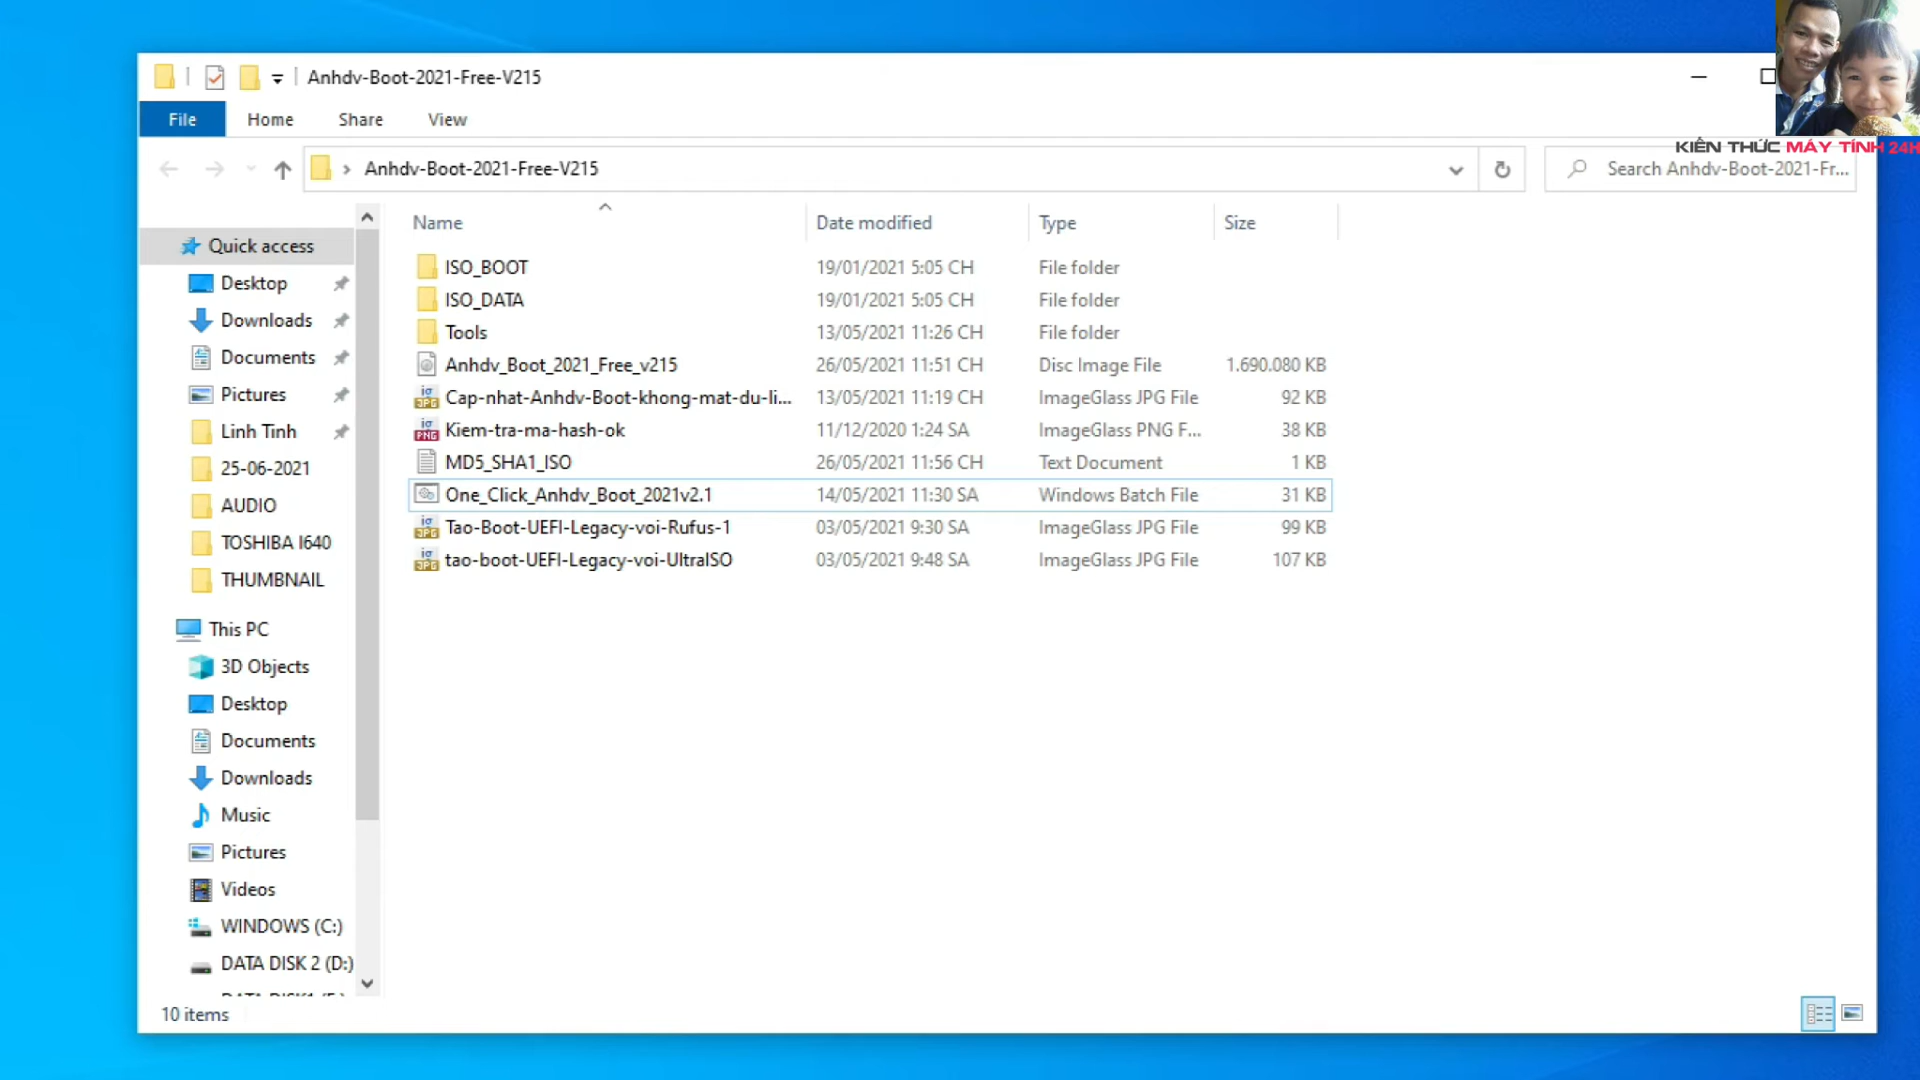 Anhdv-Boot-2021-Free-V215
File Home Share View
KIẾN THỨC MÁY TÍNH 24H
Anhdv-Boot-2021-Free-V215
Search Anhdv-Boot-2021-Fr...
Name Date modified Type Size
Quick access
Desktop
Downloads
Documents
Pictures
Linh Tinh
25-06-2021
AUDIO
TOSHIBA l640
THUMBNAIL
This PC
3D Objects
Desktop
Documents
Downloads
Music
Pictures
Videos
WINDOWS (C:)
DATA DISK 2 (D:)
ISO_BOOT 19/01/2021 5:05 CH File folder
ISO_DATA 19/01/2021 5:05 CH File folder
Tools 13/05/2021 11:26 CH File folder
Anhdv_Boot_2021_Free_v215 26/05/2021 11:51 CH Disc Image File 1.690.080 KB
Cap-nhat-Anhdv-Boot-khong-mat-du-li... 13/05/2021 11:19 CH ImageGlass JPG File 92 KB
Kiem-tra-ma-hash-ok 11/12/2020 1:24 SA ImageGlass PNG F... 38 KB
MD5_SHA1_ISO 26/05/2021 11:56 CH Text Document 1 KB
One_Click_Anhdv_Boot_2021v2.1 14/05/2021 11:30 SA Windows Batch File 31 KB
Tao-Boot-UEFI-Legacy-voi-Rufus-1 03/05/2021 9:30 SA ImageGlass JPG File 99 KB
tao-boot-UEFI-Legacy-voi-UltraISO 03/05/2021 9:48 SA ImageGlass JPG File 107 KB
10 items